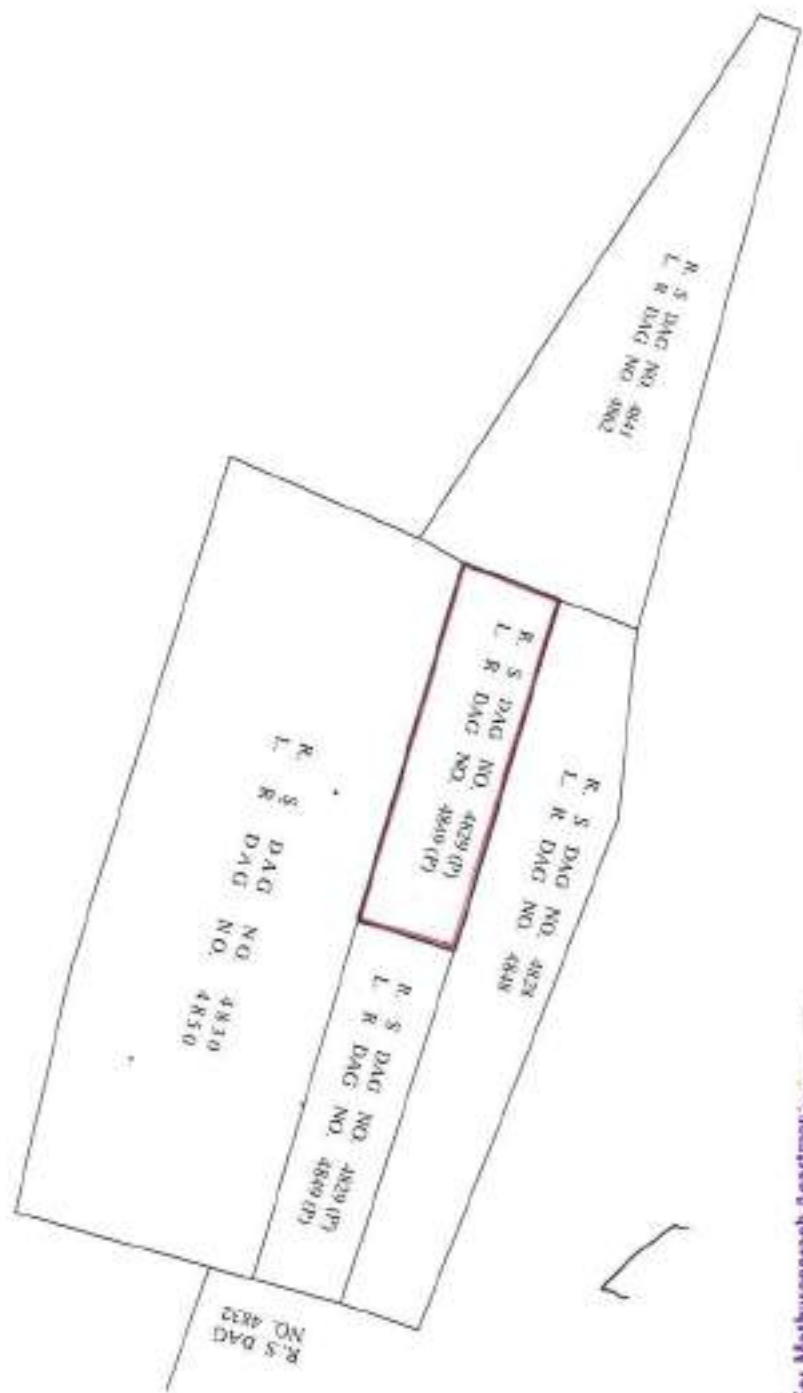 R. S DAG NO. 4841
L. R DAG NO. 4862
R. S DAG NO. 4829 (P)
L. R DAG NO. 4849 (P)
R. S DAG NO. 4828
L. R DAG NO. 4848
R. S DAG NO 4830
L. R DAG NO. 4850
R. S DAG NO. 4829 (P)
L. R DAG NO. 4849 (P)
R. S DAG
NO. 4832